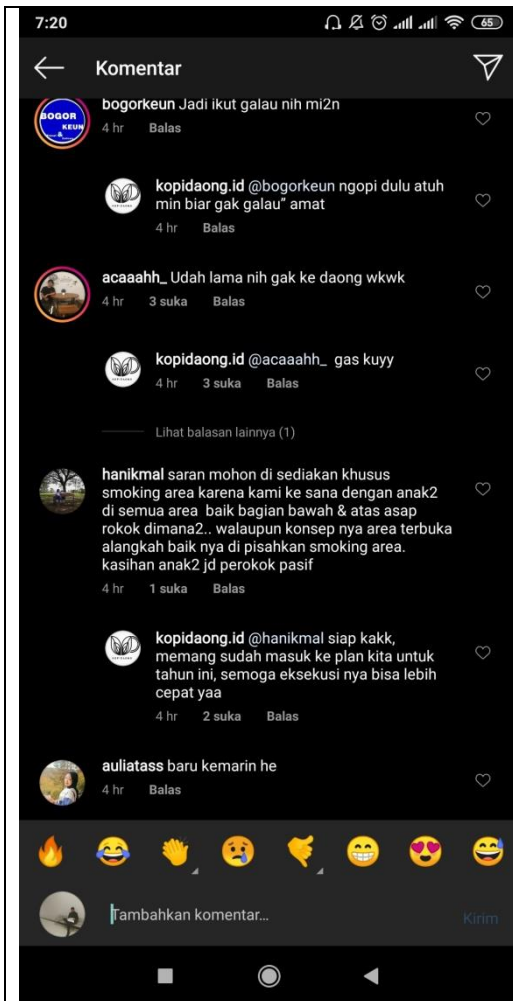 7:20
65
Komentar
BOGOR
KEUN
bogorkeun Jadi ikut galau nih mi2n
4 hr Balas
kopidaong.id @bogorkeun ngopi dulu atuh
min biar gak galau" amat
4 hr Balas
acaaahh_ Udah lama nih gak ke daong wkwk
4 hr 3 suka Balas
kopidaong.id @acaaahh_ gas kuyy
4 hr 3 suka Balas
Lihat balasan lainnya (1)
hanikmal saran mohon di sediakan khusus
smoking area karena kami ke sana dengan anak2
di semua area baik bagian bawah & atas asap
rokok dimana2.. walaupun konsep nya area terbuka
alangkah baik nya di pisahkan smoking area.
kasihan anak2 jd perokok pasif
4 hr 1 suka Balas
kopidaong.id @hanikmal siap kakk,
memang sudah masuk ke plan kita untuk
tahun ini, semoga eksekusi nya bisa lebih
cepat yaa
4 hr 2 suka Balas
auliatass baru kemarin he
4 hr Balas
Tambahkan komentar...
Kirim